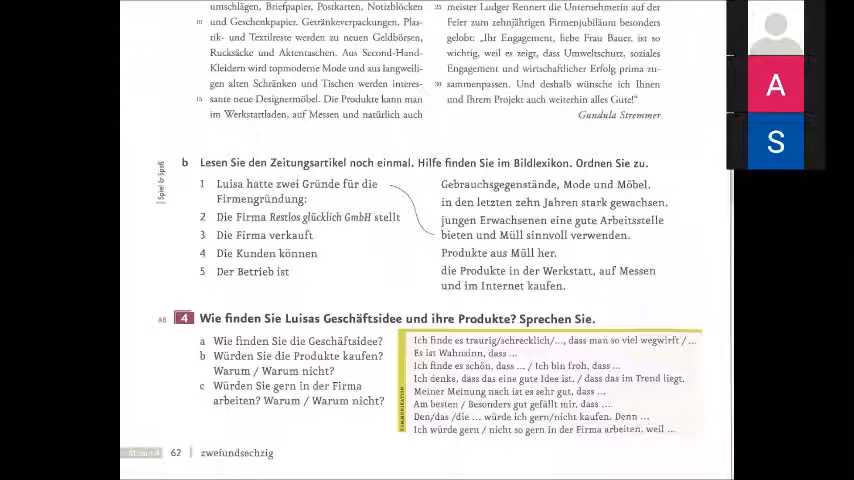 umschlägen, Briefpapier, Postkarten, Notizblöcken
10 und Geschenkpapier. Getränkeverpackungen, Plas-
tik- und Textilreste werden zu neuen Geldbörsen,
Rucksäcke und Aktentaschen. Aus Second-Hand-
Kleidern wird topmoderne Mode und aus langweili-
gen alten Schränken und Tischen werden interes-
15 sante neue Designermöbel. Die Produkte kann man
im Werkstattladen, auf Messen und natürlich auch
25 meister Ludger Rennert die Unternehmerin auf der
Feier zum zehnjährigen Firmenjubiläum besonders
gelobt: „Ihr Engagement, liebe Frau Bauer, ist so
wichtig, weil es zeigt, dass Umweltschutz, soziales
Engagement und wirtschaftlicher Erfolg prima zu-
30 sammenpassen. Und deshalb wünsche ich Ihnen
und Ihrem Projekt auch weiterhin alles Gute!“
Gundula Stremmer
Spiel & Spaß
b Lesen Sie den Zeitungsartikel noch einmal. Hilfe finden Sie im Bildlexikon. Ordnen Sie zu.
1 Luisa hatte zwei Gründe für die
Firmengründung:
2 Die Firma Restlos glücklich GmbH stellt
3 Die Firma verkauft
4 Die Kunden können
5 Der Betrieb ist
Gebrauchsgegenstände, Mode und Möbel.
in den letzten zehn Jahren stark gewachsen.
jungen Erwachsenen eine gute Arbeitsstelle
bieten und Müll sinnvoll verwenden.
Produkte aus Müll her.
die Produkte in der Werkstatt, auf Messen
und im Internet kaufen.
AB 4 Wie finden Sie Luisas Geschäftsidee und ihre Produkte? Sprechen Sie.
a Wie finden Sie die Geschäftsidee?
b Würden Sie die Produkte kaufen?
Warum / Warum nicht?
c Würden Sie gern in der Firma
arbeiten? Warum / Warum nicht?
KOMMUNIKATION
Ich finde es traurig/schrecklich/..., dass man so viel wegwirft / ...
Es ist Wahnsinn, dass ...
Ich finde es schön, dass ... / Ich bin froh, dass ...
Ich denke, dass das eine gute Idee ist. / dass das im Trend liegt.
Meiner Meinung nach ist es sehr gut, dass ...
Am besten / Besonders gut gefällt mir, dass ...
Den/das /die ... würde ich gern/nicht kaufen. Denn ...
Ich würde gern / nicht so gern in der Firma arbeiten, weil ...
62 zweiundsechzig
A
S